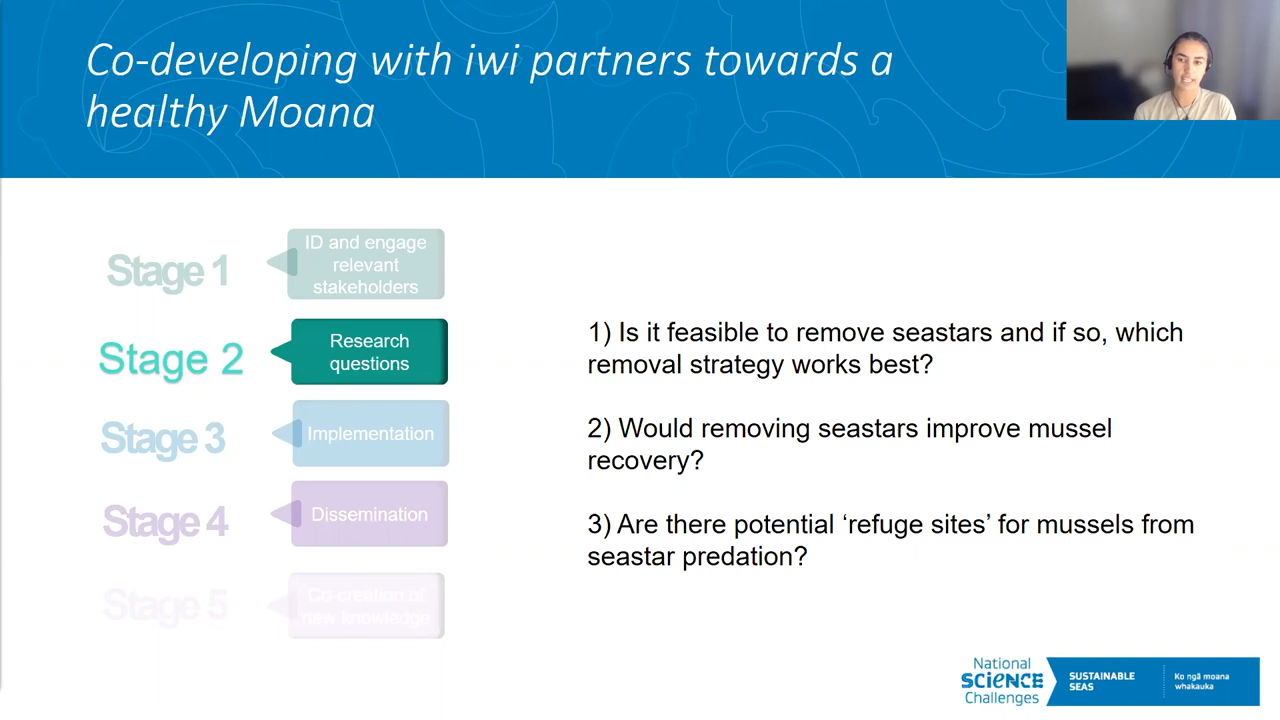 Co-developing with iwi partners towards a
healthy Moana
Stage 1
ID and engage
relevant
stakeholders
Stage 2
Research
questions
Stage 3
Implementation
Stage 4
Dissemination
Stage 5
Co-creation of
new knowledge
1) Is it feasible to remove seastars and if so, which
removal strategy works best?
2) Would removing seastars improve mussel
recovery?
3) Are there potential ‘refuge sites’ for mussels from
seastar predation?
National
SCIENCE
Challenges
SUSTAINABLE
SEAS
Ko ngā moana
whakauka